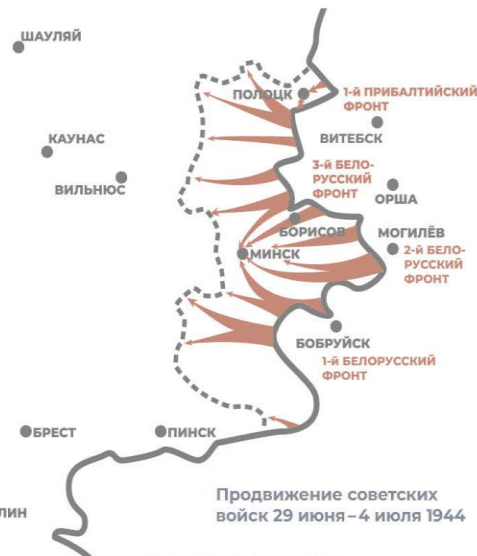 ШАУЛЯЙ
ПОЛОЦК
1-й ПРИБАЛТИЙСКИЙ
ФРОНТ
КАУНАС
ВИТЕБСК
ВИЛЬНЮС
3-й БЕЛО-
РУССКИЙ
ФРОНТ
ОРША
БОРИСОВ
МОГИЛЁВ
МИНСК
2-й БЕЛО-
РУССКИЙ
ФРОНТ
БОБРУЙСК
1-й БЕЛОРУССКИЙ
ФРОНТ
БРЕСТ
ПИНСК
Продвижение советских
войск 29 июня – 4 июля 1944
ЛИН